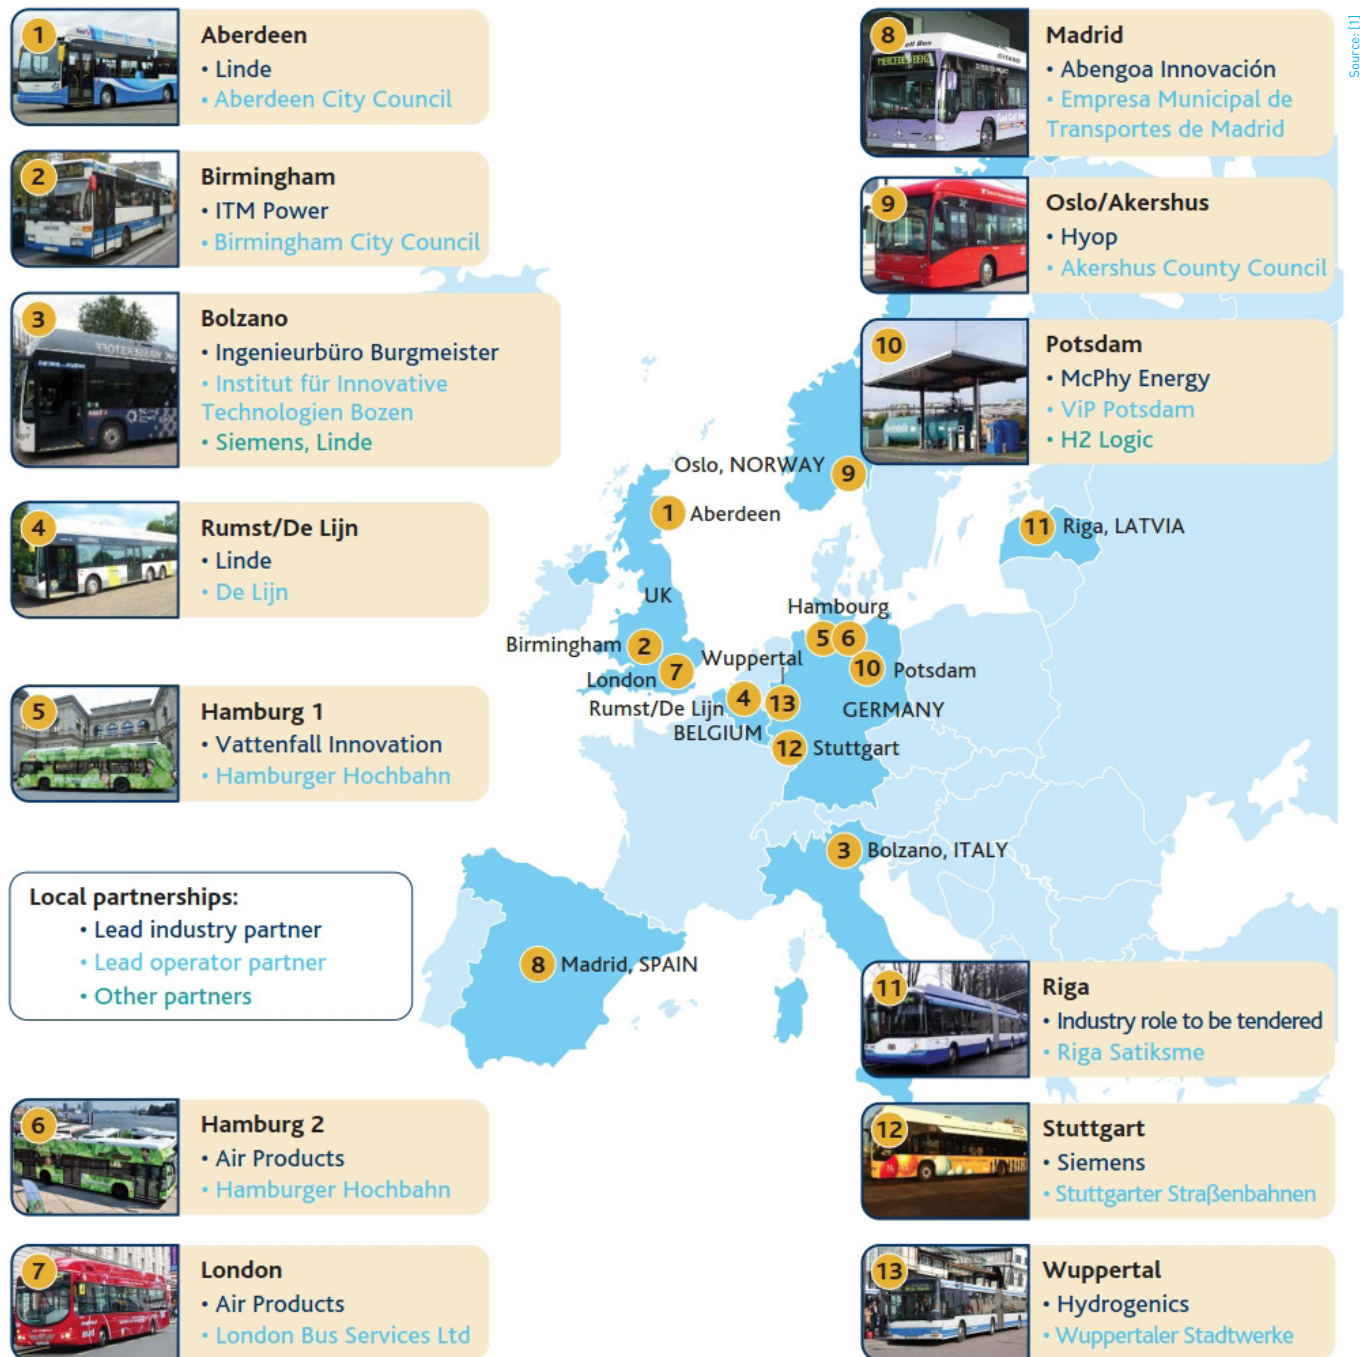 1
Aberdeen
• Linde
• Aberdeen City Council
2
Birmingham
• ITM Power
• Birmingham City Council
3
Bolzano
• Ingenieurbüro Burgmeister
• Institut für Innovative
Technologien Bozen
• Siemens, Linde
4
Rumst/De Lijn
• Linde
• De Lijn
5
Hamburg 1
• Vattenfall Innovation
• Hamburger Hochbahn
Local partnerships:
• Lead industry partner
• Lead operator partner
• Other partners
6
Hamburg 2
• Air Products
• Hamburger Hochbahn
7
London
• Air Products
• London Bus Services Ltd
8
MERCEDES-BENZ
CITARO
Madrid
• Abengoa Innovación
• Empresa Municipal de
Transportes de Madrid
9
Oslo/Akershus
• Hyop
• Akershus County Council
10
Potsdam
• McPhy Energy
• ViP Potsdam
• H2 Logic
Source: [1]
Oslo, NORWAY 9
1 Aberdeen
11 Riga, LATVIA
UK
Hambourg
5 6
Birmingham 2
Wuppertal
London 7
10 Potsdam
Rumst/De Lijn 4
13
GERMANY
BELGIUM
12 Stuttgart
3 Bolzano, ITALY
8 Madrid, SPAIN
11
Riga
• Industry role to be tendered
• Riga Satiksme
12
Stuttgart
• Siemens
• Stuttgarter Straßenbahnen
13
Wuppertal
• Hydrogenics
• Wuppertaler Stadtwerke